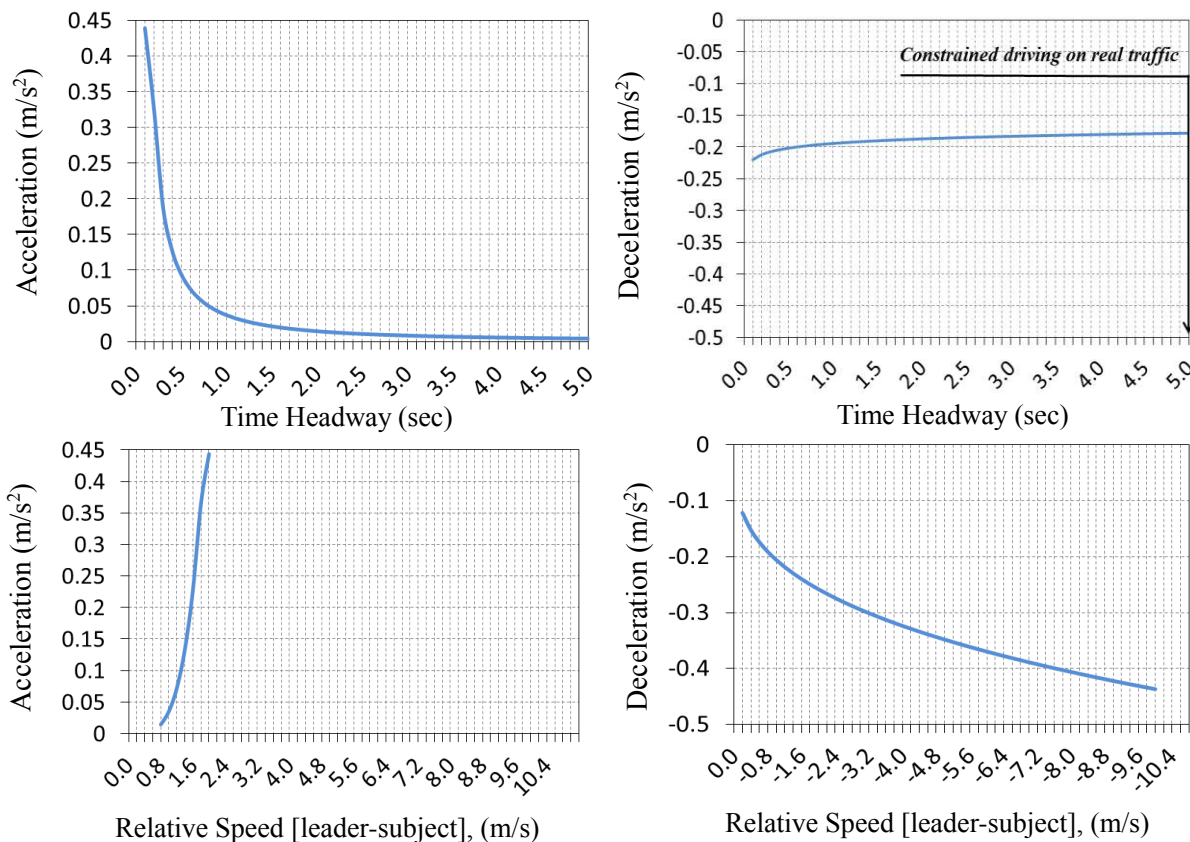 0.45
0.4
0.35
0.3
0.25
0.2
0.15
0.1
0.05
0
Acceleration (m/s²)
0.0 0.5 1.0 1.5 2.0 2.5 3.0 3.5 4.0 4.5 5.0
Time Headway (sec)
0
-0.05
-0.1
-0.15
-0.2
-0.25
-0.3
-0.35
-0.4
-0.45
-0.5
Deceleration (m/s²)
Constrained driving on real traffic
0.0 0.5 1.0 1.5 2.0 2.5 3.0 3.5 4.0 4.5 5.0
Time Headway (sec)
0.45
0.4
0.35
0.3
0.25
0.2
0.15
0.1
0.05
0
Acceleration (m/s²)
0.0 0.8 1.6 2.4 3.2 4.0 4.8 5.6 6.4 7.2 8.0 8.8 9.6 10.4
Relative Speed [leader-subject], (m/s)
0
-0.1
-0.2
-0.3
-0.4
-0.5
Deceleration (m/s²)
-0.0 -0.8 -1.6 -2.4 -3.2 -4.0 -4.8 -5.6 -6.4 -7.2 -8.0 -8.8 -9.6 -10.4
Relative Speed [leader-subject], (m/s)